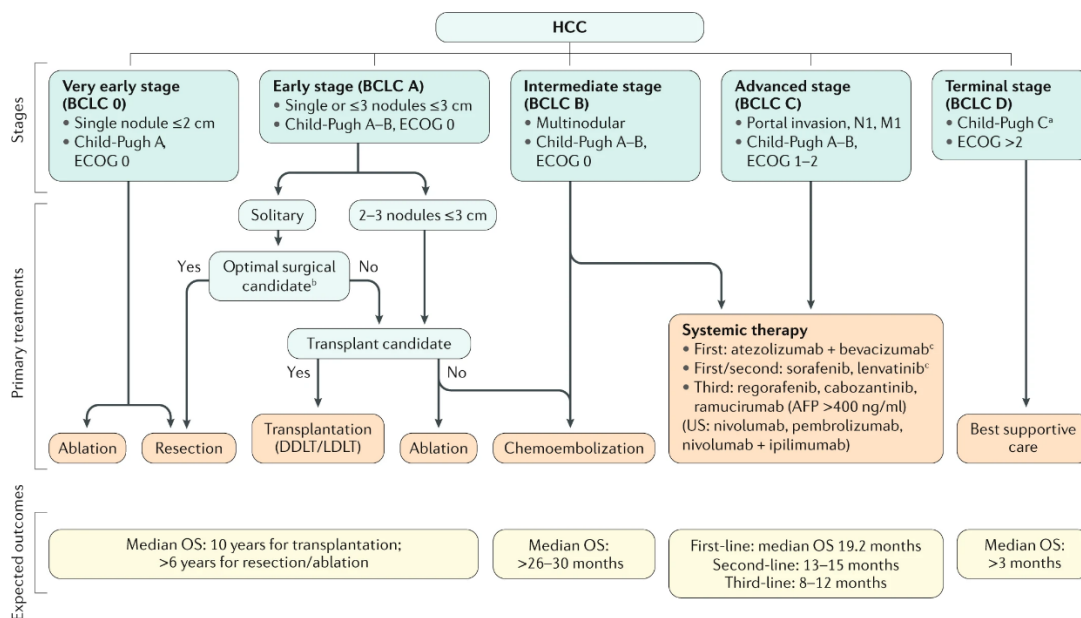 HCC
Stages
Very early stage
(BCLC 0)
• Single nodule ≤2 cm
• Child-Pugh A,
ECOG 0
Early stage (BCLC A)
• Single or ≤3 nodules ≤3 cm
• Child-Pugh A–B, ECOG 0
Intermediate stage
(BCLC B)
• Multinodular
• Child-Pugh A–B,
ECOG 0
Advanced stage
(BCLC C)
• Portal invasion, N1, M1
• Child-Pugh A–B,
ECOG 1–2
Terminal stage
(BCLC D)
• Child-Pugh Cᵃ
• ECOG >2
Primary treatments
Solitary
2–3 nodules ≤3 cm
Yes
Optimal surgical
candidateᵇ
No
Transplant candidate
Yes
No
Ablation
Resection
Transplantation
(DDLT/LDLT)
Ablation
Chemoembolization
Systemic therapy
• First: atezolizumab + bevacizumabᶜ
• First/second: sorafenib, lenvatinibᶜ
• Third: regorafenib, cabozantinib,
ramucirumab (AFP >400 ng/ml)
(US: nivolumab, pembrolizumab,
nivolumab + ipilimumab)
Best supportive
care
Expected outcomes
Median OS: 10 years for transplantation;
>6 years for resection/ablation
Median OS:
>26–30 months
First-line: median OS 19.2 months
Second-line: 13–15 months
Third-line: 8–12 months
Median OS:
>3 months